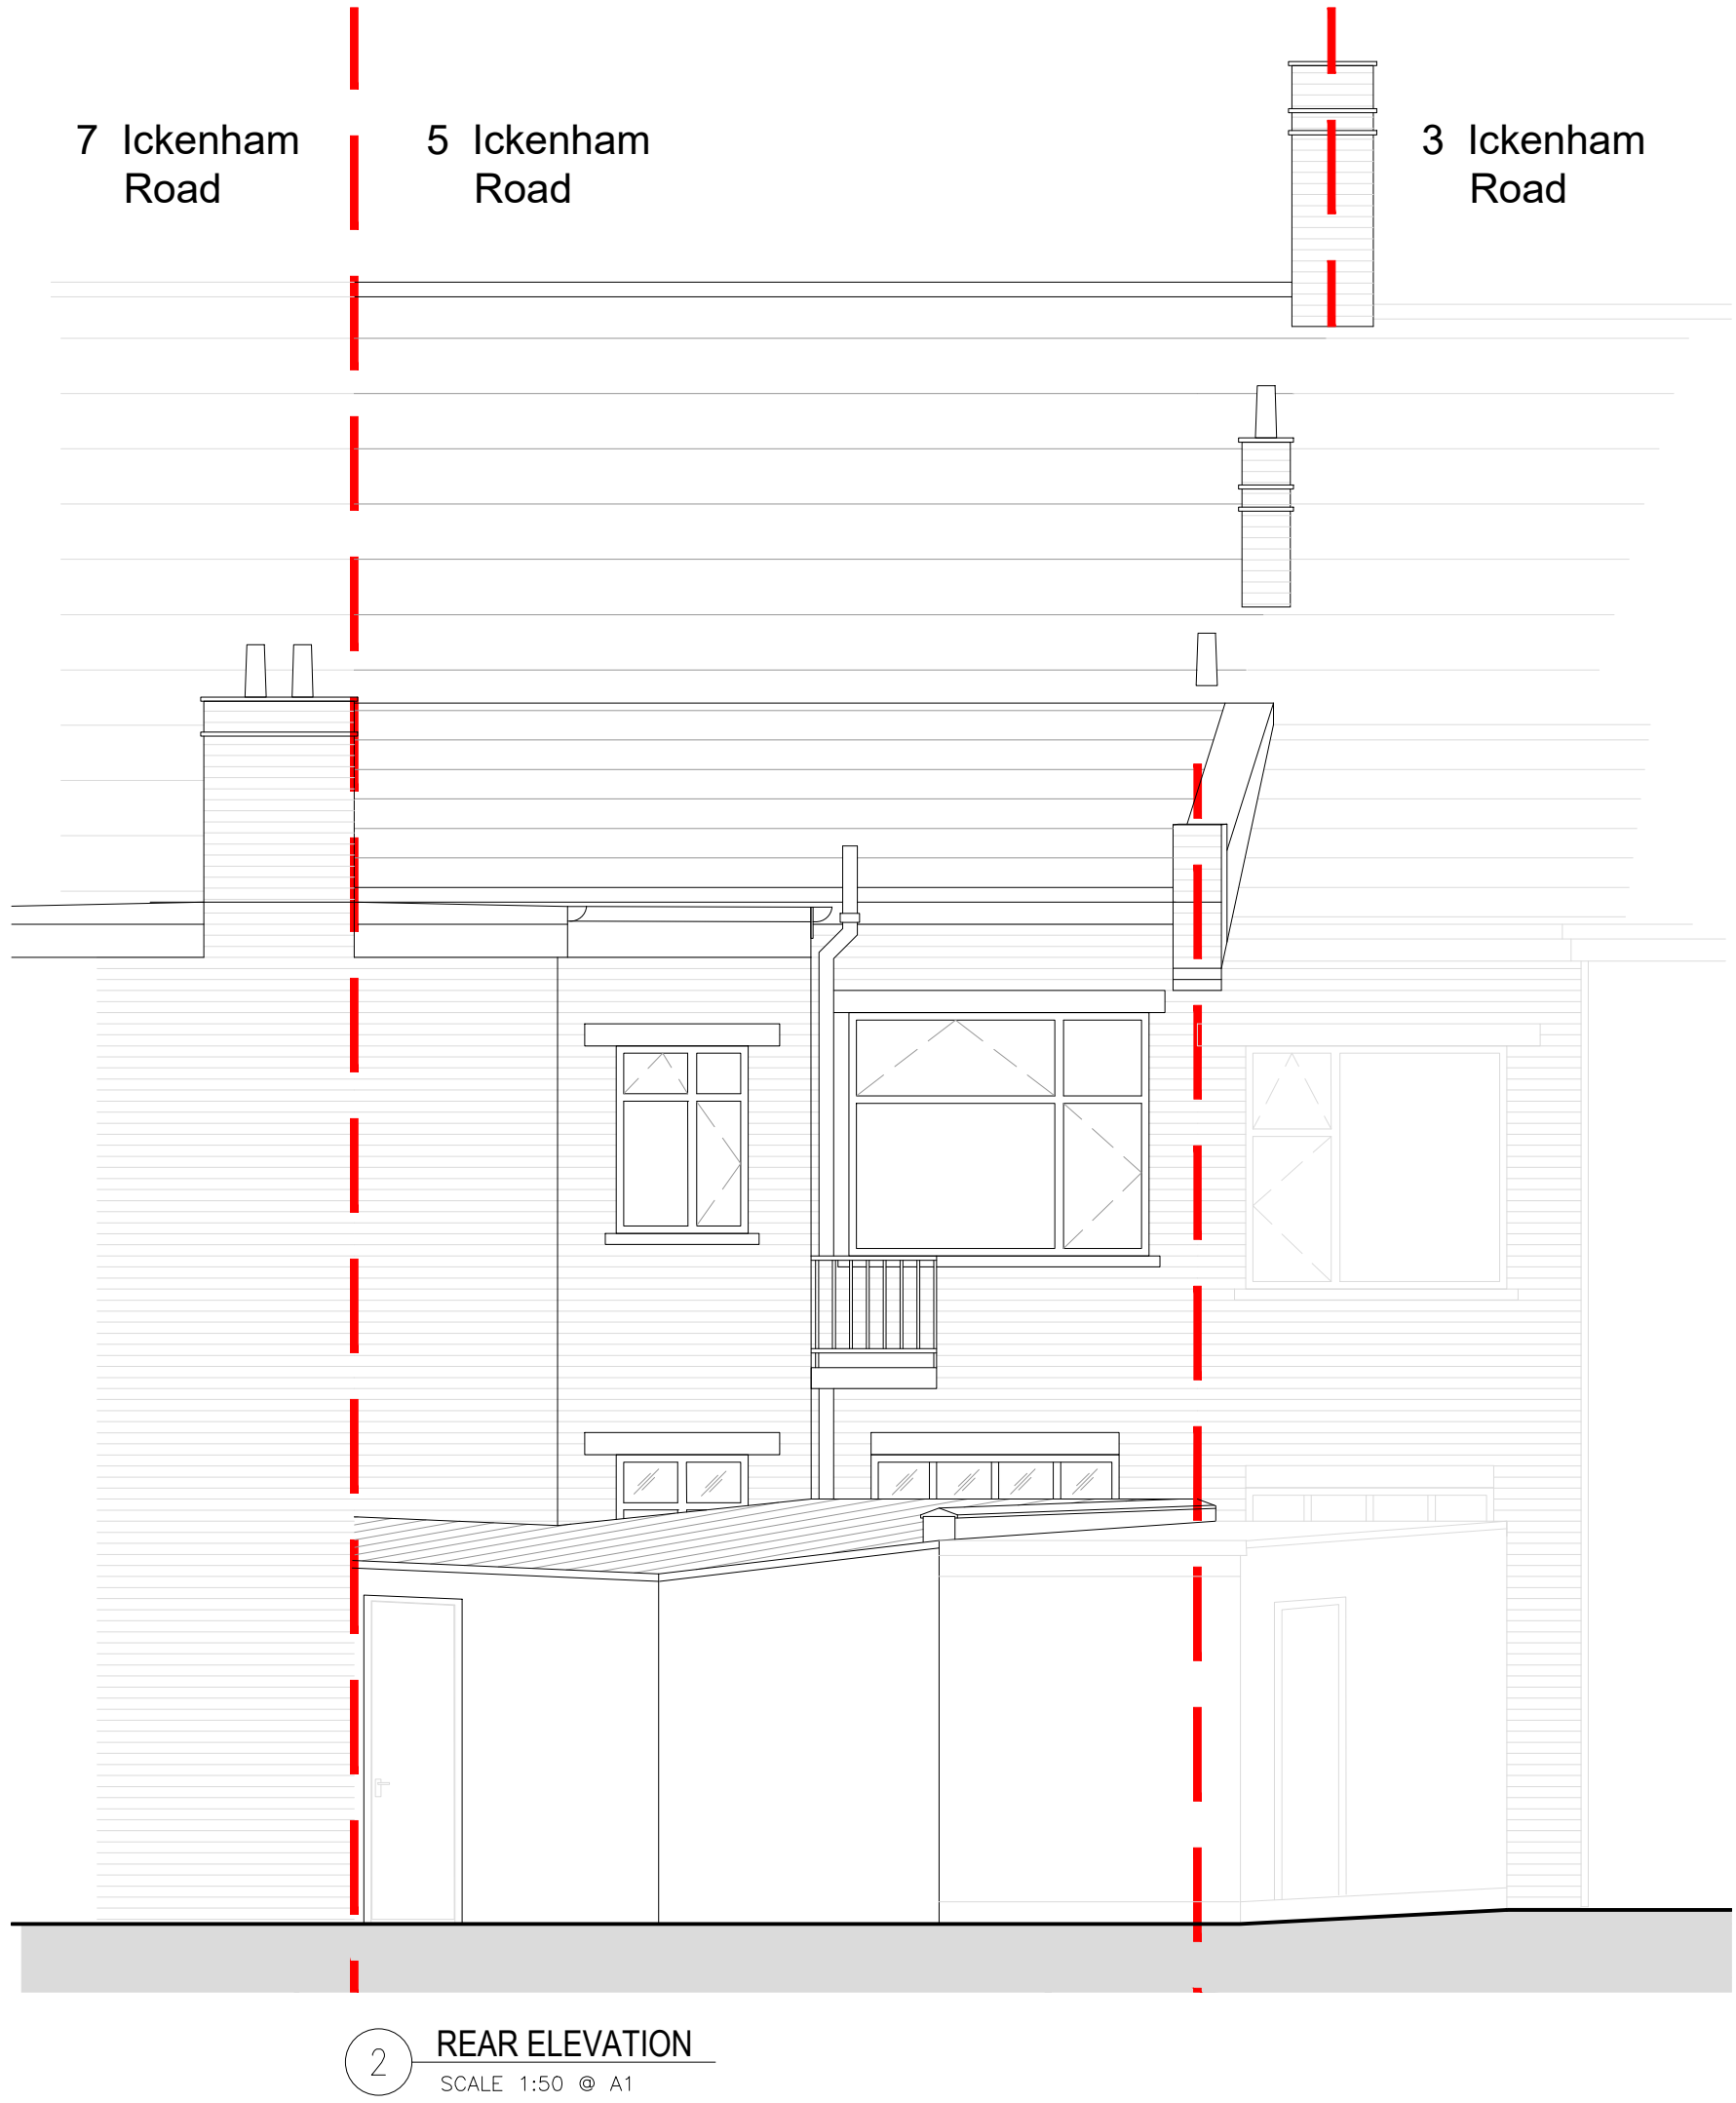 7 Ickenham
Road
5 Ickenham
Road
3 Ickenham
Road
2
REAR ELEVATION
SCALE 1:50 @ A1